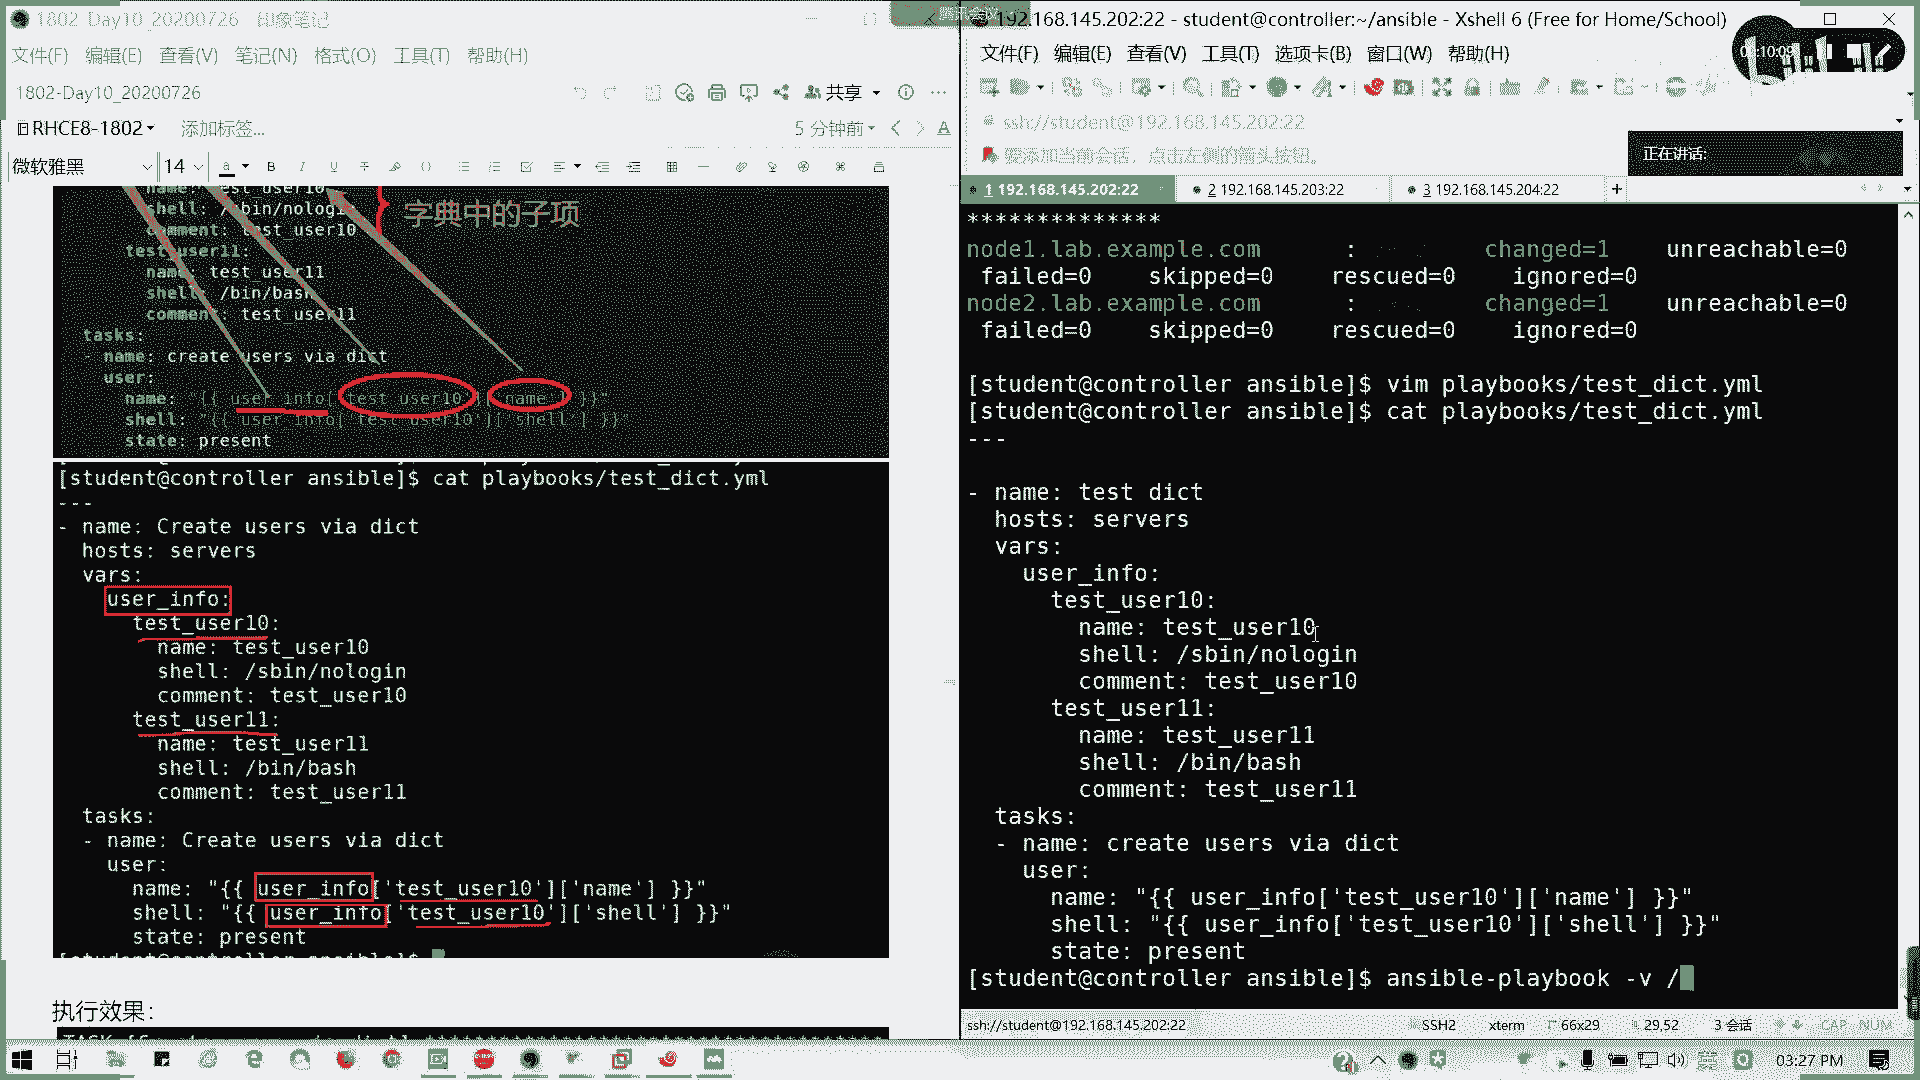 1802-Day10_20200726 - 印象笔记
文件(F) 编辑(E) 查看(V) 笔记(N) 格式(O) 工具(T) 帮助(H)
1802-Day10_20200726
共享
RHCE8-1802
添加标签...
5 分钟前
微软雅黑 14
name: test_user10
shell: /sbin/nologin
comment: test_user10
test_user11:
name: test_user11
shell: /bin/bash
comment: test_user11
tasks:
- name: create users via dict
user:
name: "{{ user_info['test_user10']['name'] }}"
shell: "{{ user_info['test_user10']['shell'] }}"
state: present
字典中的子项
[student@controller ansible]$ cat playbooks/test_dict.yml
---
- name: Create users via dict
hosts: servers
vars:
user_info:
test_user10:
name: test_user10
shell: /sbin/nologin
comment: test_user10
test_user11:
name: test_user11
shell: /bin/bash
comment: test_user11
tasks:
- name: Create users via dict
user:
name: "{{ user_info['test_user10']['name'] }}"
shell: "{{ user_info['test_user10']['shell'] }}"
state: present
[student@controller ansible]$
执行效果:
腾讯会议
192.168.145.202:22 - student@controller:~/ansible - Xshell 6 (Free for Home/School)
文件(F) 编辑(E) 查看(V) 工具(T) 选项卡(B) 窗口(W) 帮助(H)
ssh://student@192.168.145.202:22
要添加当前会话，点击左侧的箭头按钮。
正在讲话:
1 192.168.145.202:22
2 192.168.145.203:22
3 192.168.145.204:22
**************
node1.lab.example.com : changed=1 unreachable=0
failed=0 skipped=0 rescued=0 ignored=0
node2.lab.example.com : changed=1 unreachable=0
failed=0 skipped=0 rescued=0 ignored=0
[student@controller ansible]$ vim playbooks/test_dict.yml
[student@controller ansible]$ cat playbooks/test_dict.yml
---
- name: test dict
hosts: servers
vars:
user_info:
test_user10:
name: test_user10
shell: /sbin/nologin
comment: test_user10
test_user11:
name: test_user11
shell: /bin/bash
comment: test_user11
tasks:
- name: create users via dict
user:
name: "{{ user_info['test_user10']['name'] }}"
shell: "{{ user_info['test_user10']['shell'] }}"
state: present
[student@controller ansible]$ ansible-playbook -v /
ssh://student@192.168.145.202:22
SSH2 xterm 66x29 29,52 3 会话 CAP NUM
03:27 PM